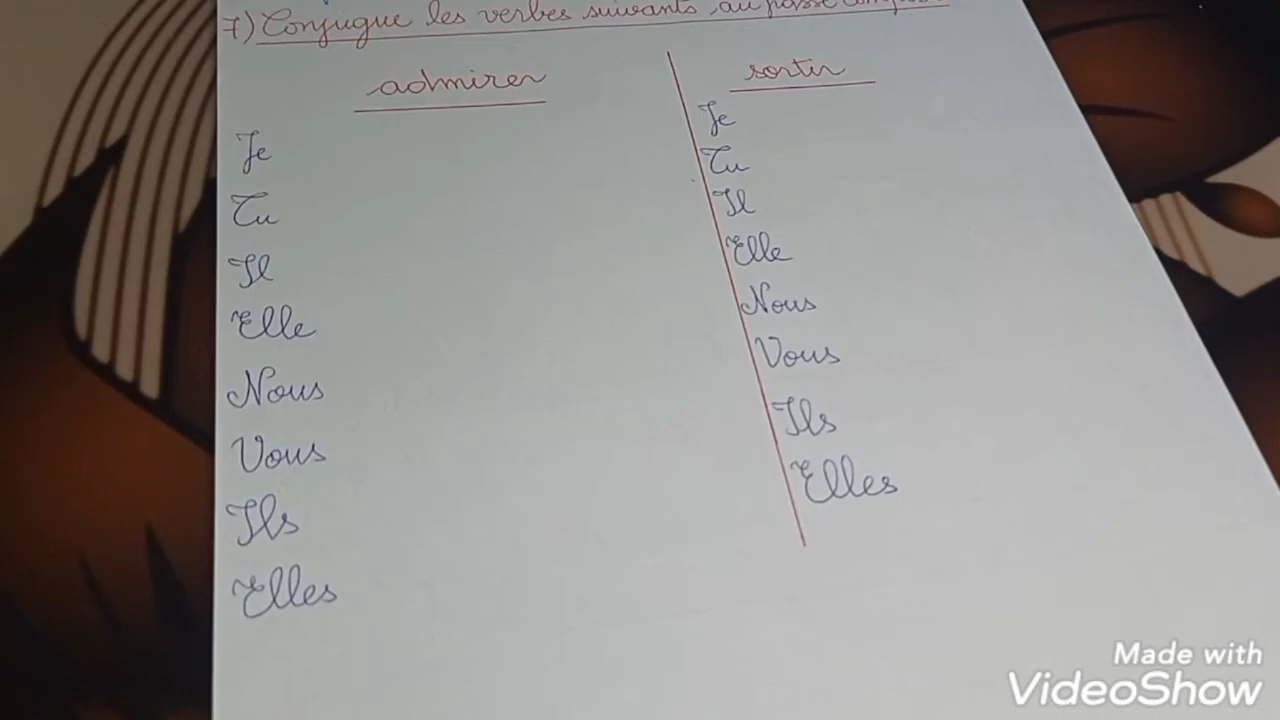 7) Conjugue les verbes suivants au passé composé.
admirer
Je
Tu
Il
Elle
Nous
Vous
Ils
Elles
sortir
Je
Tu
Il
Elle
Nous
Vous
Ils
Elles
Made with
VideoShow